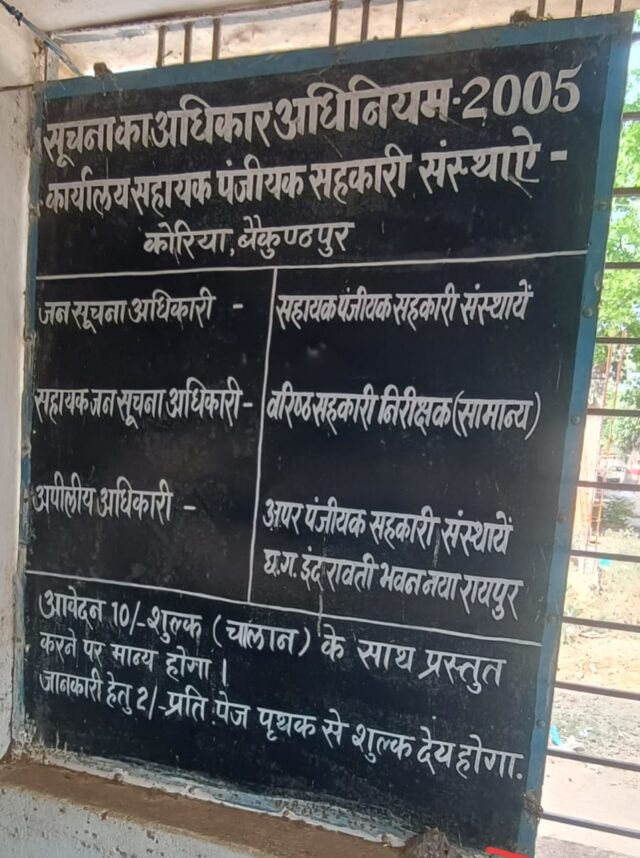 सूचना का अधिकार अधिनियम-2005
कार्यालय सहायक पंजीयक सहकारी संस्थाऐ -
कोरिया, बैकुण्ठपुर
जन सूचना अधिकारी - सहायक पंजीयक सहकारी संस्थायें
सहायक जन सूचना अधिकारी - वरिष्ठ सहकारी निरीक्षक (सामान्य)
अपीलीय अधिकारी - अपर पंजीयक सहकारी संस्थायें
छ.ग. इंद्रावती भवन नया रायपुर
आवेदन 10/- शुल्क (चालान) के साथ प्रस्तुत
करने पर मान्य होगा ।
जानकारी हेतु 2/- प्रति पेज पृथक से शुल्क देय होगा.